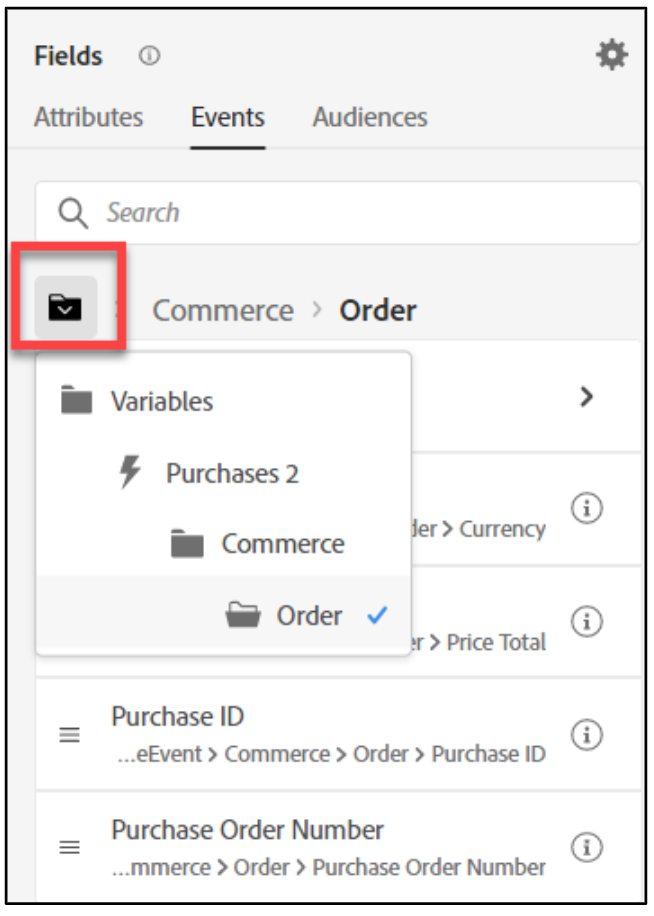 Fields
Attributes Events Audiences
Search
Commerce > Order
Variables
Purchases 2
der > Currency
Commerce
Order
er > Price Total
Purchase ID
...eEvent > Commerce > Order > Purchase ID
Purchase Order Number
...mmerce > Order > Purchase Order Number